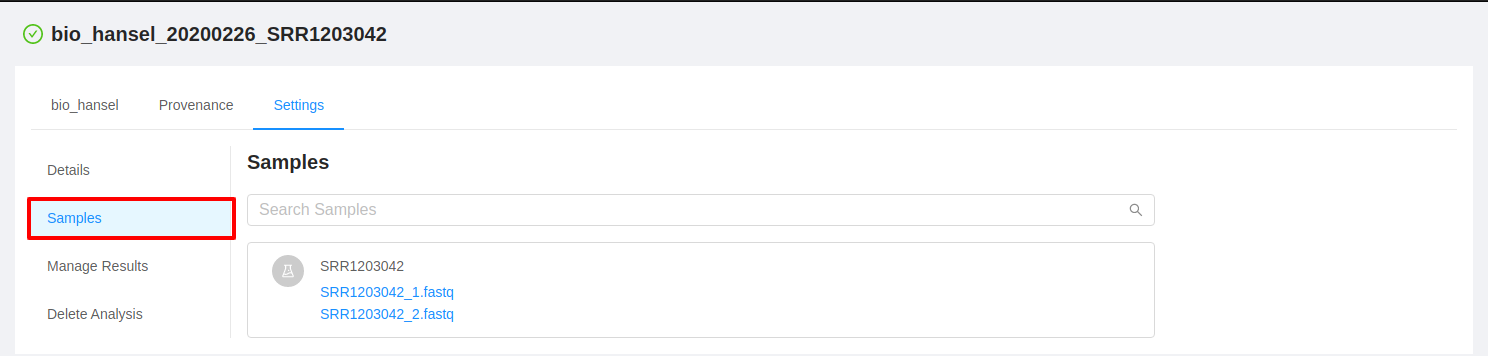 bio_hansel_20200226_SRR1203042
bio_hansel Provenance Settings
Details
Samples
Manage Results
Delete Analysis
Samples
Search Samples
SRR1203042
SRR1203042_1.fastq
SRR1203042_2.fastq